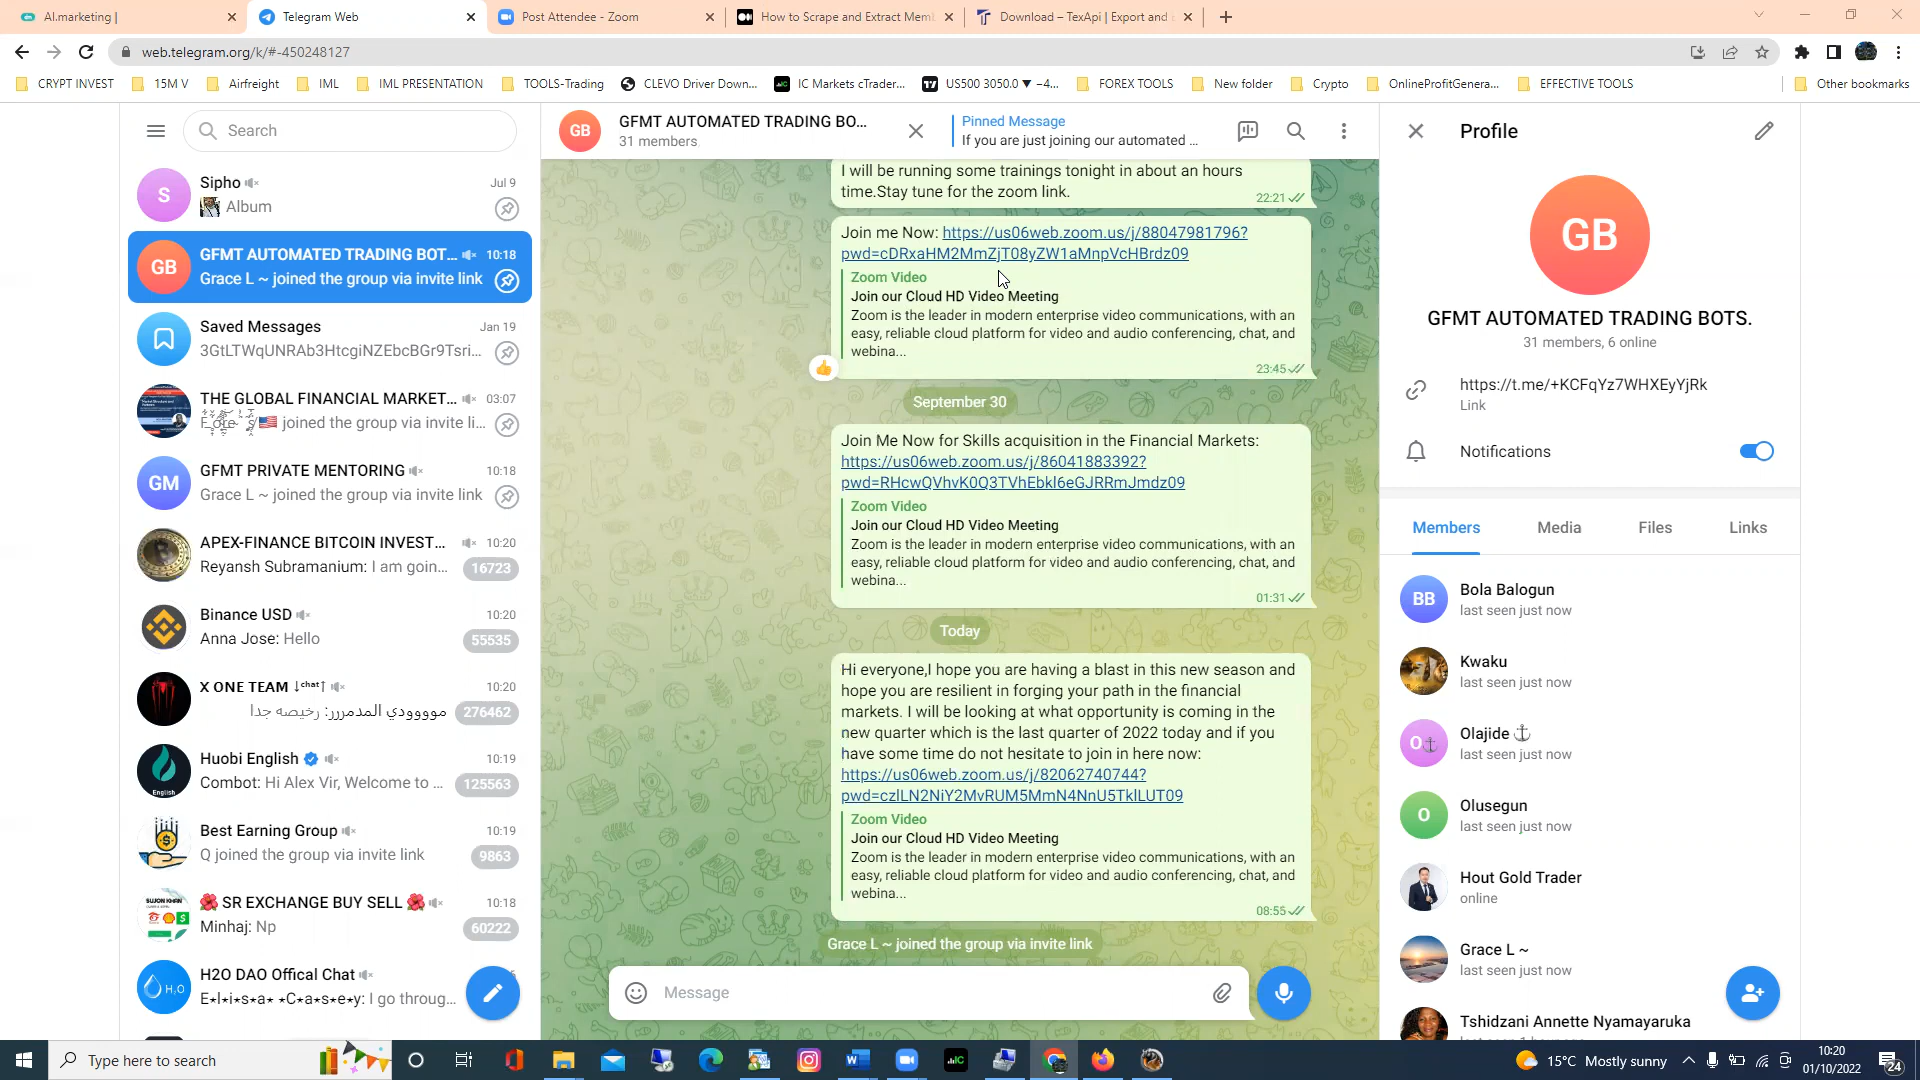 AI.marketing |
Telegram Web
Post Attendee - Zoom
How to Scrape and Extract Meml
Download – TexApi | Export and
web.telegram.org/k/#-450248127
CRYPT INVEST
15M V
Airfreight
IML
IML PRESENTATION
TOOLS-Trading
CLEVO Driver Down...
IC Markets cTrader...
US500 3050.0 ▼ −4...
FOREX TOOLS
New folder
Crypto
OnlineProfitGenera...
EFFECTIVE TOOLS
Other bookmarks
Search
Sipho
Jul 9
Album
GB
GFMT AUTOMATED TRADING BOT...
10:18
Grace L ~ joined the group via invite link
Saved Messages
Jan 19
3GtLTWqUNRAb3HtcgiNZEbcBGr9Tsri...
THE GLOBAL FINANCIAL MARKET...
03:07
joined the group via invite li...
GM
GFMT PRIVATE MENTORING
10:18
Grace L ~ joined the group via invite link
APEX-FINANCE BITCOIN INVEST...
10:20
Reyansh Subramanium: I am goin...
16723
Binance USD
10:20
Anna Jose: Hello
55535
X ONE TEAM ↓ᶜʰᵃᵗ↑
10:20
موووودي المدمررر: رخيصه جدا
276462
Huobi English
10:19
Combot: Hi Alex Vir, Welcome to ...
125563
Best Earning Group
10:19
Q joined the group via invite link
9863
SR EXCHANGE BUY SELL
10:18
Minhaj: Np
60222
H2O DAO Offical Chat
E⋆l⋆i⋆s⋆a⋆ ⋆C⋆a⋆s⋆e⋆y: I go throug...
GB
GFMT AUTOMATED TRADING BO...
31 members
Pinned Message
If you are just joining our automated ...
I will be running some trainings tonight in about an hours
time.Stay tune for the zoom link.
22:21
Join me Now: https://us06web.zoom.us/j/88047981796?
pwd=cDRxaHM2MmZjT08yZW1aMnpVcHBrdz09
Zoom Video
Join our Cloud HD Video Meeting
Zoom is the leader in modern enterprise video communications, with an
easy, reliable cloud platform for video and audio conferencing, chat, and
webina...
23:45
September 30
Join Me Now for Skills acquisition in the Financial Markets:
https://us06web.zoom.us/j/86041883392?
pwd=RHcwQVhvK0Q3TVhEbkl6eGJRRmJmdz09
Zoom Video
Join our Cloud HD Video Meeting
Zoom is the leader in modern enterprise video communications, with an
easy, reliable cloud platform for video and audio conferencing, chat, and
webina...
01:31
Today
Hi everyone,I hope you are having a blast in this new season and
hope you are resilient in forging your path in the financial
markets. I will be looking at what opportunity is coming in the
new quarter which is the last quarter of 2022 today and if you
have some time do not hesitate to join in here now:
https://us06web.zoom.us/j/82062740744?
pwd=czlLN2NiY2MvRUM5MmN4NnU5TklLUT09
Zoom Video
Join our Cloud HD Video Meeting
Zoom is the leader in modern enterprise video communications, with an
easy, reliable cloud platform for video and audio conferencing, chat, and
webina...
08:55
Grace L ~ joined the group via invite link
Message
Profile
GB
GFMT AUTOMATED TRADING BOTS.
31 members, 6 online
https://t.me/+KCFqYz7WHXEyYjRk
Link
Notifications
Members
Media
Files
Links
BB
Bola Balogun
last seen just now
Kwaku
last seen just now
O⚓
Olajide ⚓
last seen just now
O
Olusegun
last seen just now
Hout Gold Trader
online
Grace L ~
last seen just now
Tshidzani Annette Nyamayaruka
Type here to search
15°C Mostly sunny
10:20
01/10/2022
24